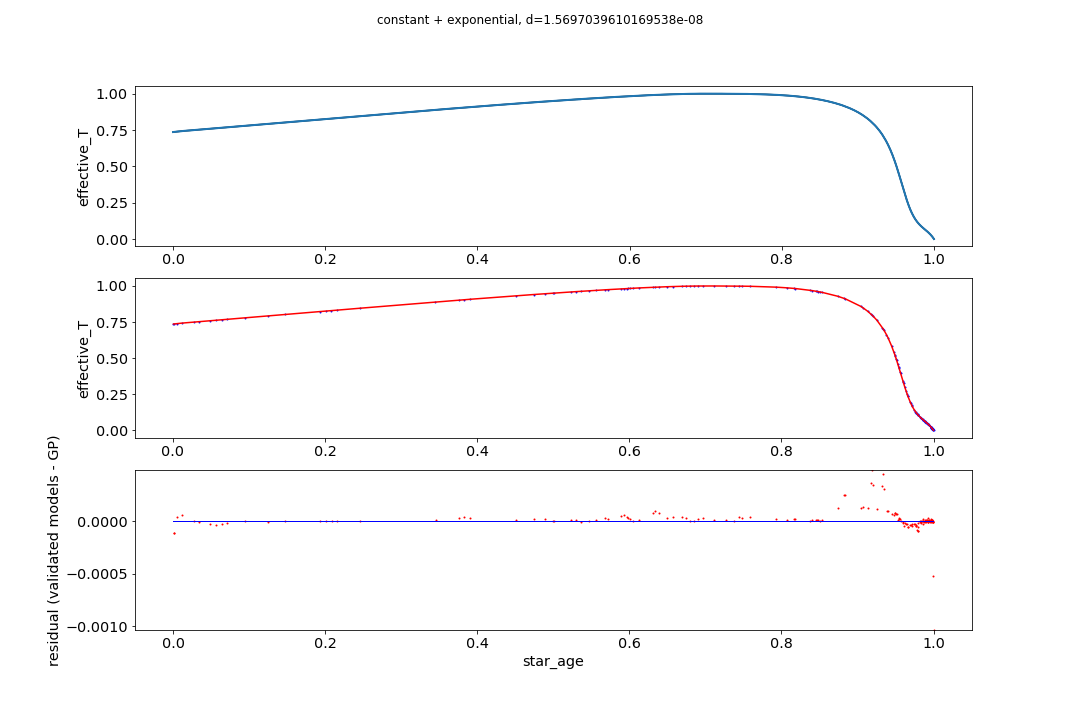 constant + exponential, d=1.5697039610169538e-08
1.00
0.75
0.50
0.25
0.00
effective_T
0.0 0.2 0.4 0.6 0.8 1.0
1.00
0.75
0.50
0.25
0.00
effective_T
0.0 0.2 0.4 0.6 0.8 1.0
0.0000
−0.0005
−0.0010
residual (validated models - GP)
0.0 0.2 0.4 0.6 0.8 1.0
star_age